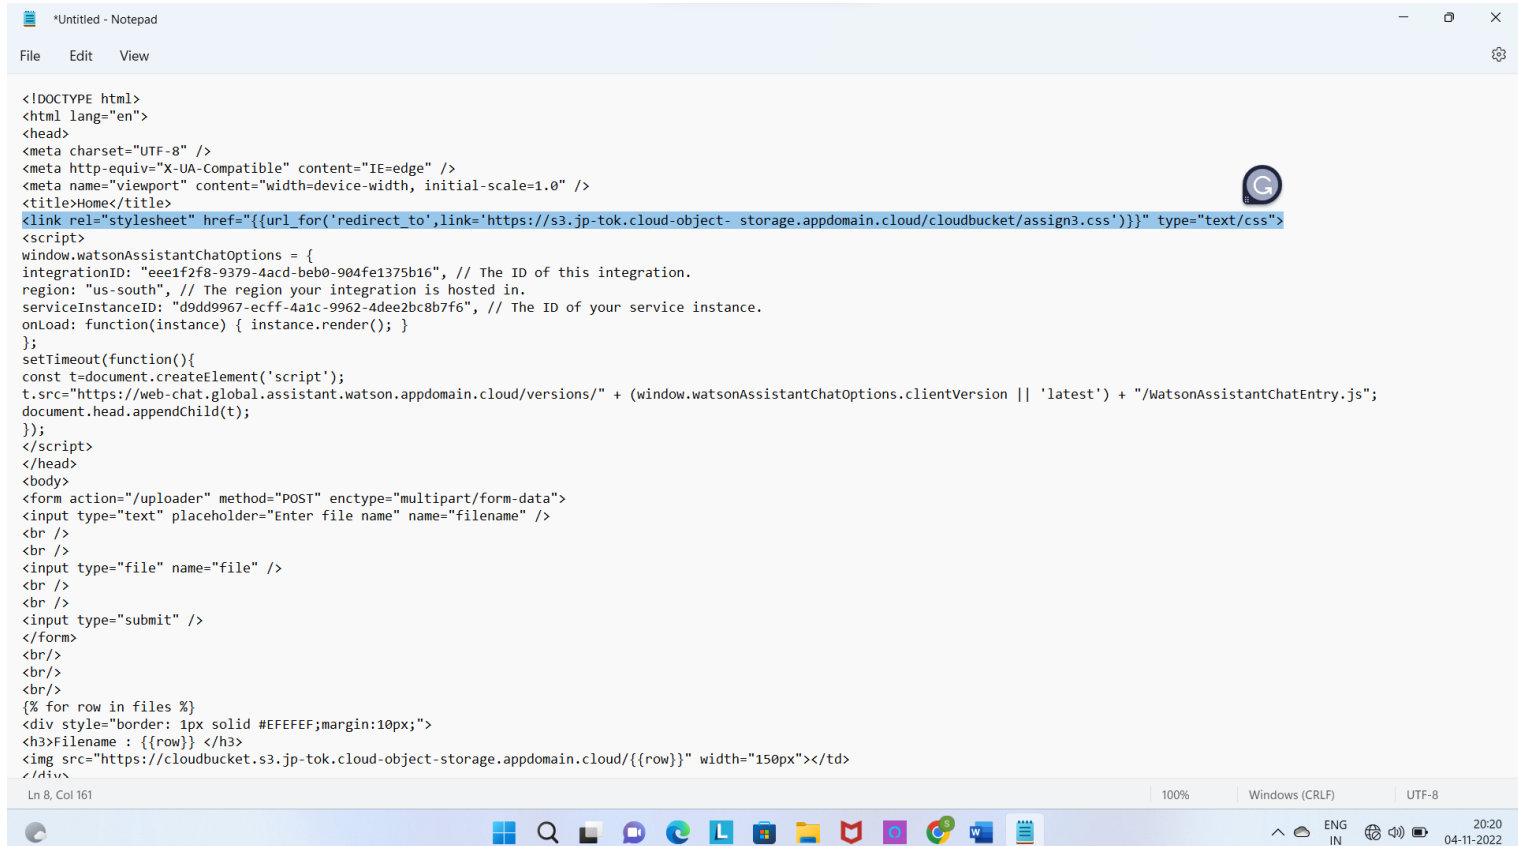 *Untitled - Notepad
File Edit View
<!DOCTYPE html>
<html lang="en">
<head>
<meta charset="UTF-8" />
<meta http-equiv="X-UA-Compatible" content="IE=edge" />
<meta name="viewport" content="width=device-width, initial-scale=1.0" />
<title>Home</title>
<link rel="stylesheet" href="{{url_for('redirect_to',link='https://s3.jp-tok.cloud-object- storage.appdomain.cloud/cloudbucket/assign3.css')}}" type="text/css">
<script>
window.watsonAssistantChatOptions = {
integrationID: "eee1f2f8-9379-4acd-beb0-904fe1375b16", // The ID of this integration.
region: "us-south", // The region your integration is hosted in.
serviceInstanceID: "d9dd9967-ecff-4a1c-9962-4dee2bc8b7f6", // The ID of your service instance.
onLoad: function(instance) { instance.render(); }
};
setTimeout(function(){
const t=document.createElement('script');
t.src="https://web-chat.global.assistant.watson.appdomain.cloud/versions/" + (window.watsonAssistantChatOptions.clientVersion || 'latest') + "/WatsonAssistantChatEntry.js";
document.head.appendChild(t);
});
</script>
</head>
<body>
<form action="/uploader" method="POST" enctype="multipart/form-data">
<input type="text" placeholder="Enter file name" name="filename" />
<br />
<br />
<input type="file" name="file" />
<br />
<br />
<input type="submit" />
</form>
<br/>
<br/>
<br/>
{% for row in files %}
<div style="border: 1px solid #EFEFEF;margin:10px;">
<h3>Filename : {{row}} </h3>
<img src="https://cloudbucket.s3.jp-tok.cloud-object-storage.appdomain.cloud/{{row}}" width="150px"></td>
</div>
Ln 8, Col 161 100% Windows (CRLF) UTF-8
ENG
IN
20:20
04-11-2022